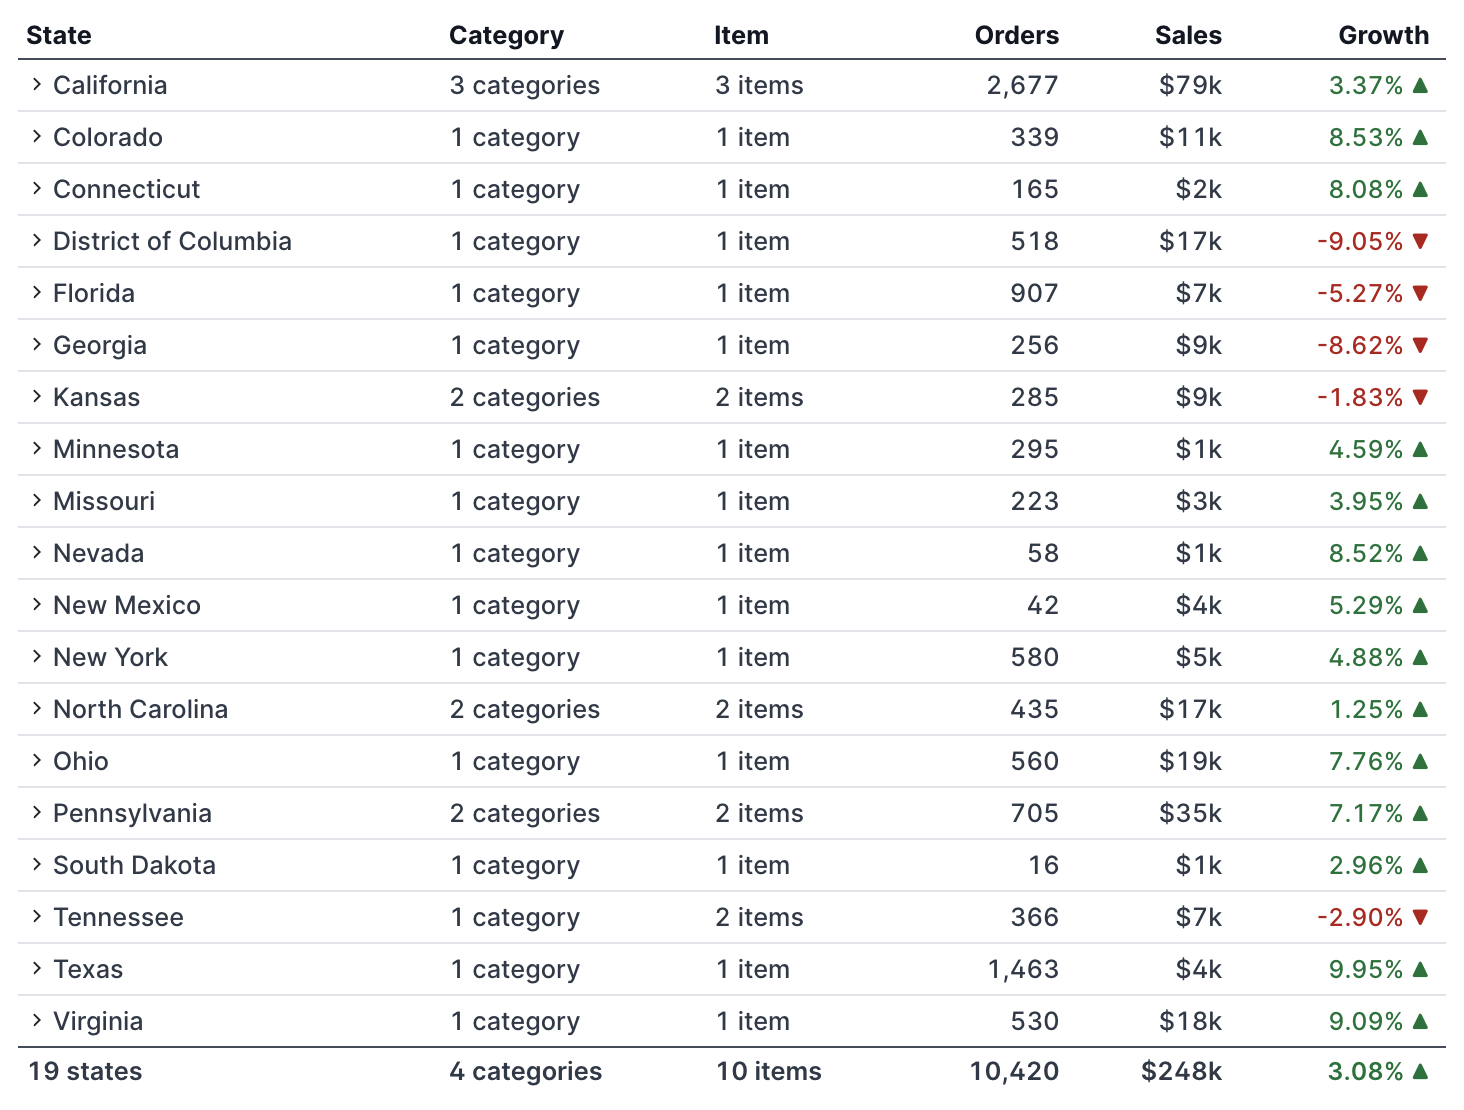 State Category Item Orders Sales Growth
California 3 categories 3 items 2,677 $79k 3.37% ▲
Colorado 1 category 1 item 339 $11k 8.53% ▲
Connecticut 1 category 1 item 165 $2k 8.08% ▲
District of Columbia 1 category 1 item 518 $17k -9.05% ▼
Florida 1 category 1 item 907 $7k -5.27% ▼
Georgia 1 category 1 item 256 $9k -8.62% ▼
Kansas 2 categories 2 items 285 $9k -1.83% ▼
Minnesota 1 category 1 item 295 $1k 4.59% ▲
Missouri 1 category 1 item 223 $3k 3.95% ▲
Nevada 1 category 1 item 58 $1k 8.52% ▲
New Mexico 1 category 1 item 42 $4k 5.29% ▲
New York 1 category 1 item 580 $5k 4.88% ▲
North Carolina 2 categories 2 items 435 $17k 1.25% ▲
Ohio 1 category 1 item 560 $19k 7.76% ▲
Pennsylvania 2 categories 2 items 705 $35k 7.17% ▲
South Dakota 1 category 1 item 16 $1k 2.96% ▲
Tennessee 1 category 2 items 366 $7k -2.90% ▼
Texas 1 category 1 item 1,463 $4k 9.95% ▲
Virginia 1 category 1 item 530 $18k 9.09% ▲
19 states 4 categories 10 items 10,420 $248k 3.08% ▲